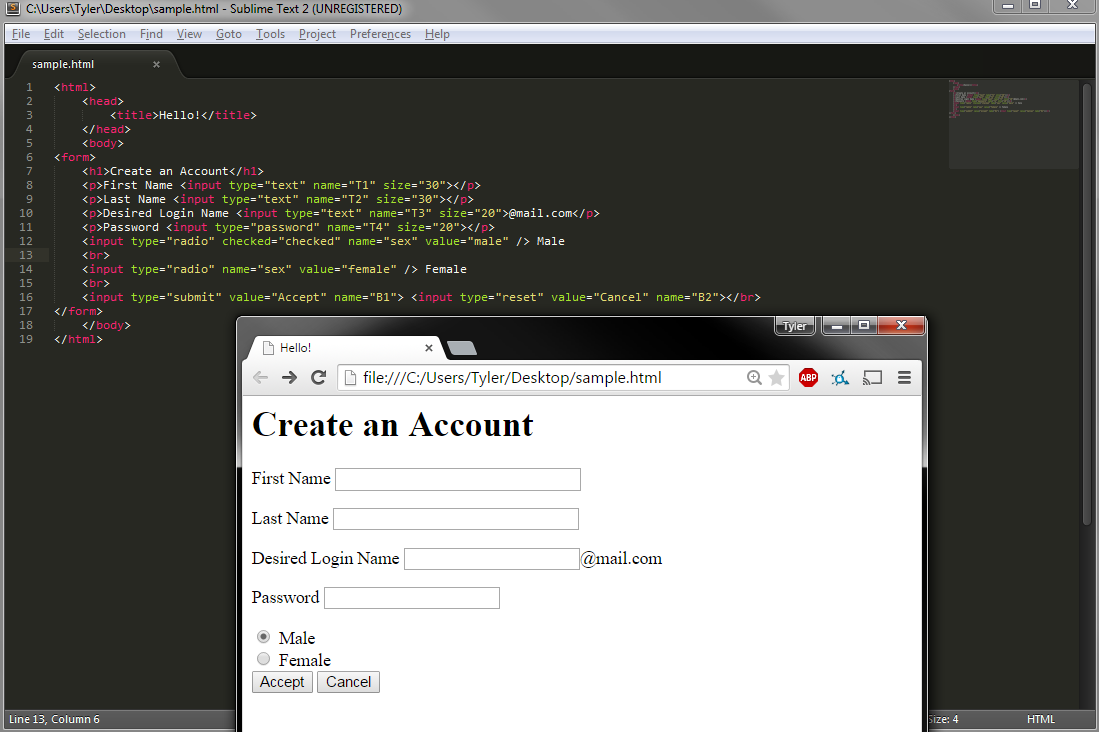 C:\Users\Tyler\Desktop\sample.html - Sublime Text 2 (UNREGISTERED)
File Edit Selection Find View Goto Tools Project Preferences Help
sample.html
1 <html>
2 <head>
3 <title>Hello!</title>
4 </head>
5 <body>
6 <form>
7 <h1>Create an Account</h1>
8 <p>First Name <input type="text" name="T1" size="30"></p>
9 <p>Last Name <input type="text" name="T2" size="30"></p>
10 <p>Desired Login Name <input type="text" name="T3" size="20">@mail.com</p>
11 <p>Password <input type="password" name="T4" size="20"></p>
12 <input type="radio" checked="checked" name="sex" value="male" /> Male
13 <br>
14 <input type="radio" name="sex" value="female" /> Female
15 <br>
16 <input type="submit" value="Accept" name="B1"> <input type="reset" value="Cancel" name="B2"></br>
17 </form>
18 </body>
19 </html>
Tyler
Hello!
file:///C:/Users/Tyler/Desktop/sample.html
ABP
Create an Account
First Name
Last Name
Desired Login Name @mail.com
Password
Male
Female
Accept Cancel
Line 13, Column 6 Size: 4 HTML